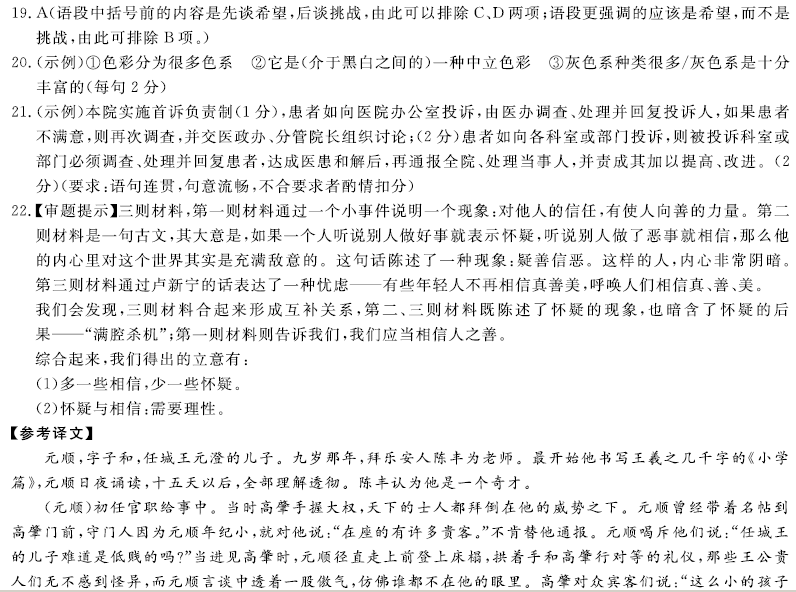 19. A(语段中括号前的内容是先谈希望,后谈挑战,由此可以排除 C、D 两项;语段更强调的应该是希望,而不是
挑战,由此可排除 B 项。)
20. (示例)①色彩分为很多色系 ②它是(介于黑白之间的)一种中立色彩 ③灰色系种类很多/灰色系是十分
丰富的(每句 2 分)
21. (示例)本院实施首诉负责制(1 分),患者如向医院办公室投诉,由医办调查、处理并回复投诉人,如果患者
不满意,则再次调查,并交医政办、分管院长组织讨论;(2 分)患者如向各科室或部门投诉,则被投诉科室或
部门必须调查、处理并回复患者,达成医患和解后,再通报全院、处理当事人,并责成其加以提高、改进。(2
分)(要求:语句连贯,句意流畅,不合要求者酌情扣分)
22.【审题提示】三则材料,第一则材料通过一个小事件说明一个现象:对他人的信任,有使人向善的力量。第二
则材料是一句古文,其大意是,如果一个人听说别人做好事就表示怀疑,听说别人做了恶事就相信,那么他
的内心里对这个世界其实是充满敌意的。这句话陈述了一种现象:疑善信恶。这样的人,内心非常阴暗。
第三则材料通过卢新宁的话表达了一种忧虑——有些年轻人不再相信真善美,呼唤人们相信真、善、美。
我们会发现,三则材料合起来形成互补关系,第二、三则材料既陈述了怀疑的现象,也暗含了怀疑的后
果——“满腔杀机”;第一则材料则告诉我们,我们应当相信人之善。
综合起来,我们得出的立意有:
(1)多一些相信,少一些怀疑。
(2)怀疑与相信:需要理性。
【参考译文】
元顺,字子和,任城王元澄的儿子。九岁那年,拜乐安人陈丰为老师。最开始他书写王羲之几千字的《小学
篇》,元顺日夜诵读,十五天以后,全部理解透彻。陈丰认为他是一个奇才。
(元顺)初任官职给事中。当时高肇手握大权,天下的士人都拜倒在他的威势之下。元顺曾经带着名帖到
高肇门前,守门人因为元顺年纪小,就对他说:“在座的有许多贵客。”不肯替他通报。元顺喝斥他们说:“任城王
的儿子难道是低贱的吗?”当进见高肇时,元顺径直走上前登上床榻,拱着手和高肇行对等的礼仪,那些王公贵
人们无不感到怪异,而元顺言谈中透着一股傲气,仿佛谁都不在他的眼里。高肇对众宾客们说:“这么小的孩子